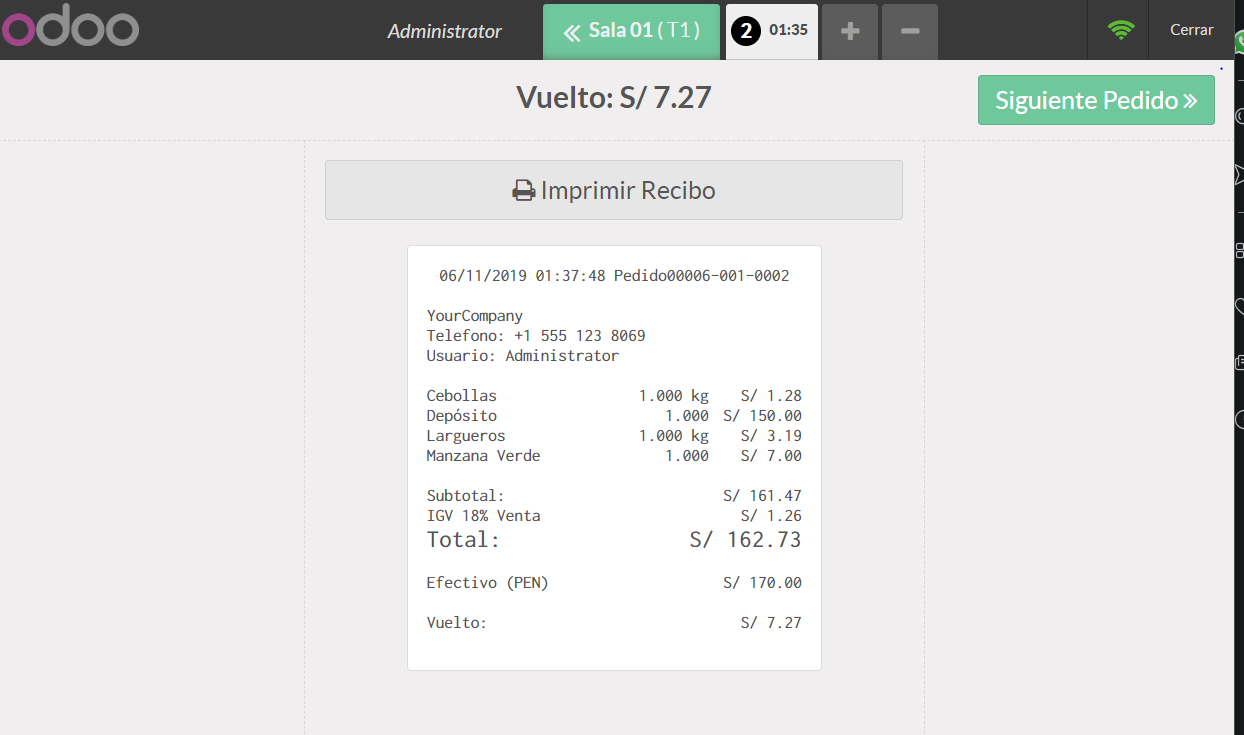 odoo
Administrator
Sala 01 ( T1 )
2 01:35
Cerrar
Vuelto: S/ 7.27
Siguiente Pedido
Imprimir Recibo
06/11/2019 01:37:48 Pedido00006-001-0002
YourCompany
Telefono: +1 555 123 8069
Usuario: Administrator
Cebollas 1.000 kg S/ 1.28
Depósito 1.000 S/ 150.00
Largueros 1.000 kg S/ 3.19
Manzana Verde 1.000 S/ 7.00
Subtotal: S/ 161.47
IGV 18% Venta S/ 1.26
Total: S/ 162.73
Efectivo (PEN) S/ 170.00
Vuelto: S/ 7.27